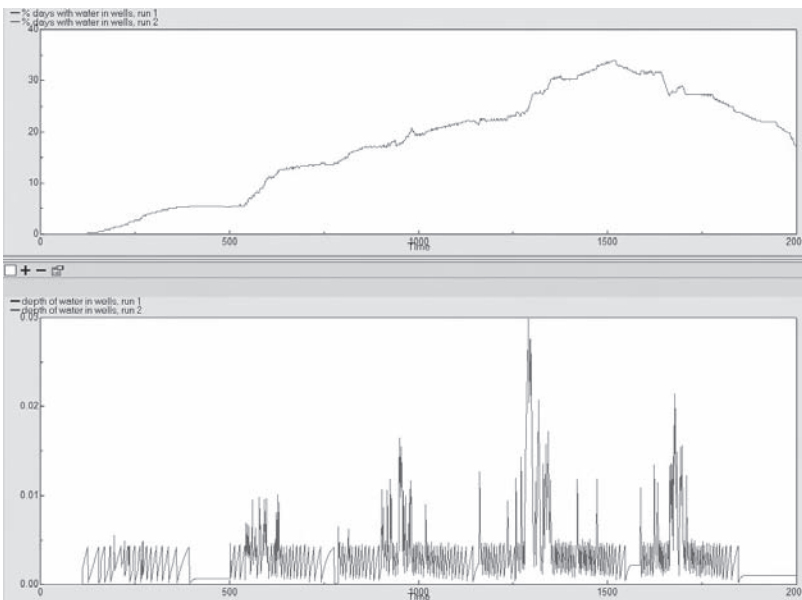 % days with water in wells, run 1
% days with water in wells, run 2
40
30
20
10
0
0 500 1000 1500 200
Time
depth of water in wells, run 1
depth of water in wells, run 2
0.03
0.02
0.01
0.00
0 500 1000 1500 200
Time